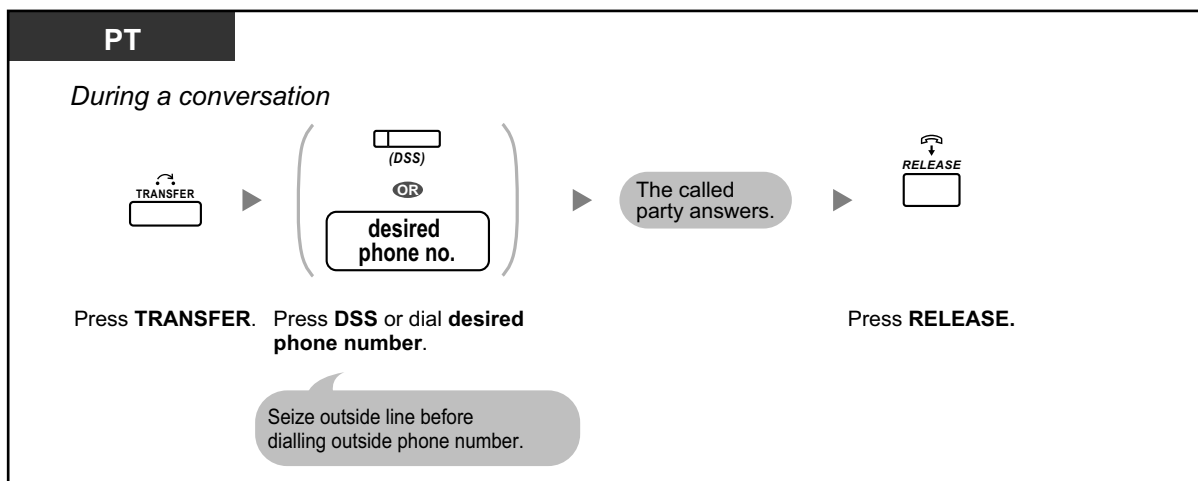 PT
During a conversation
TRANSFER
(DSS)
OR
desired
phone no.
The called
party answers.
RELEASE
Press TRANSFER.
Press DSS or dial desired
phone number.
Press RELEASE.
Seize outside line before
dialling outside phone number.